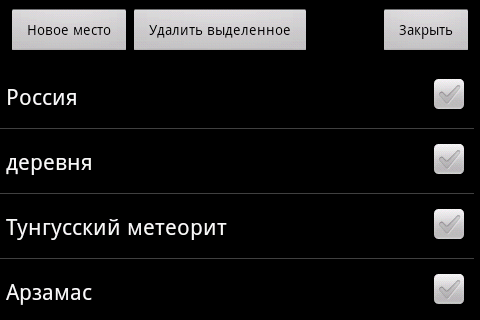 Новое место Удалить выделенное Закрыть
Россия
деревня
Тунгусский метеорит
Арзамас